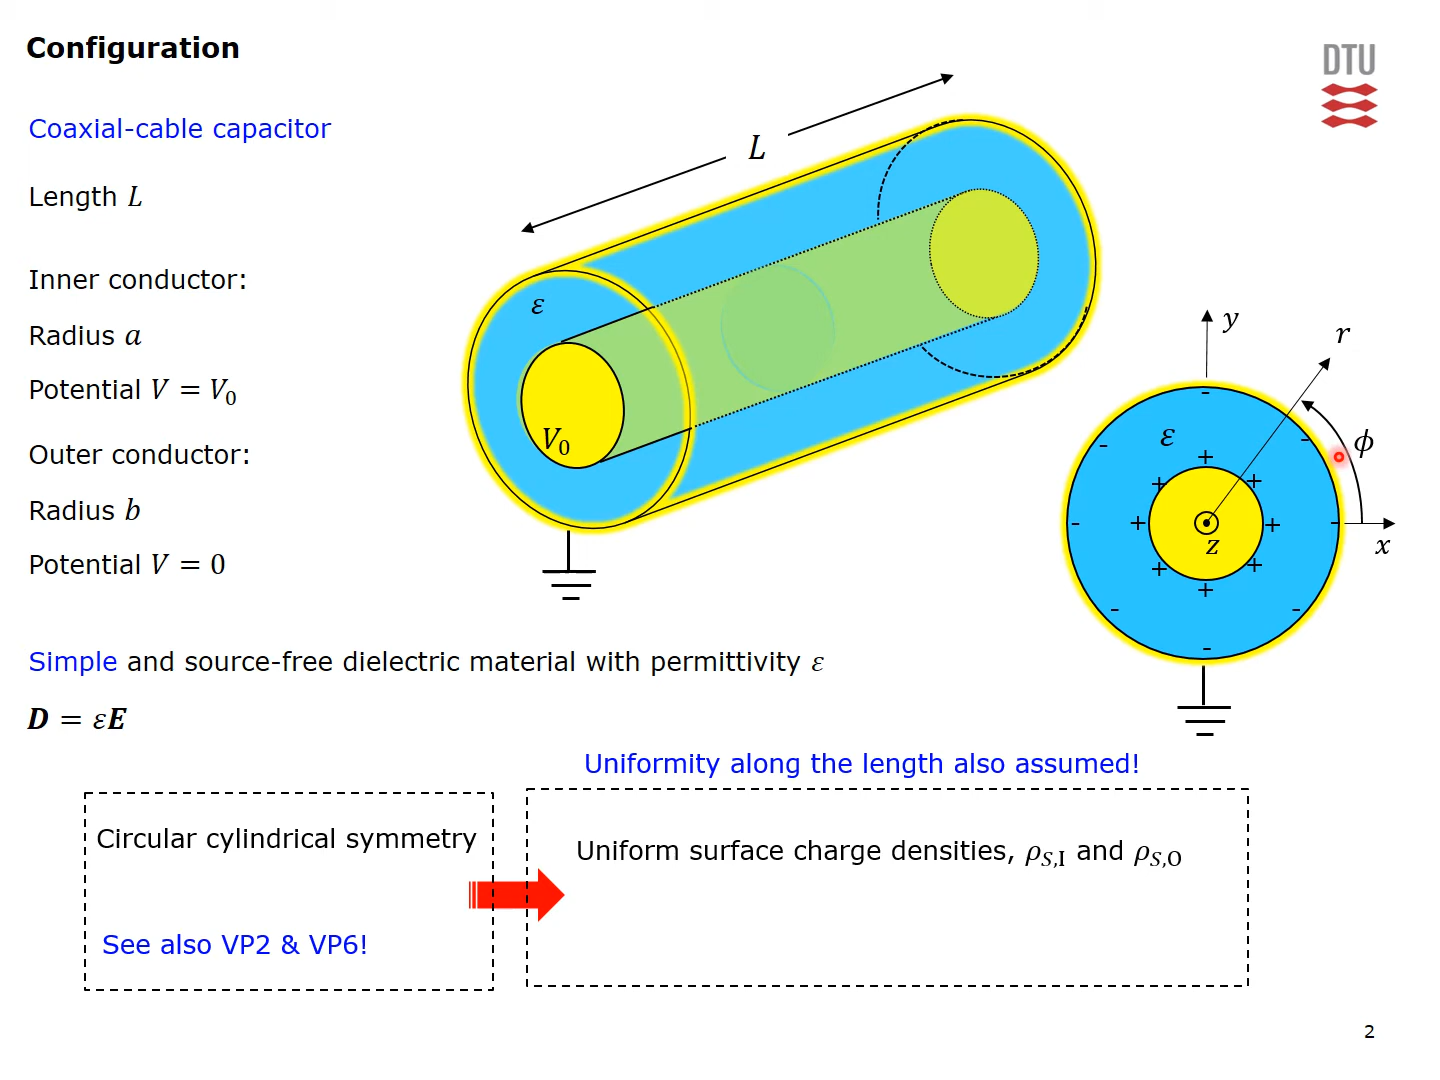 Configuration
DTU
Coaxial-cable capacitor
Length L
Inner conductor:
Radius a
Potential V = V₀
Outer conductor:
Radius b
Potential V = 0
L
ε
V₀
y
r
ϕ
ε
+
+ +
+ +
+ +
+
- - - - - - - -
z
x
Simple and source-free dielectric material with permittivity ε
D = εE
Uniformity along the length also assumed!
Circular cylindrical symmetry
See also VP2 & VP6!
Uniform surface charge densities, ρS,I and ρS,O
2